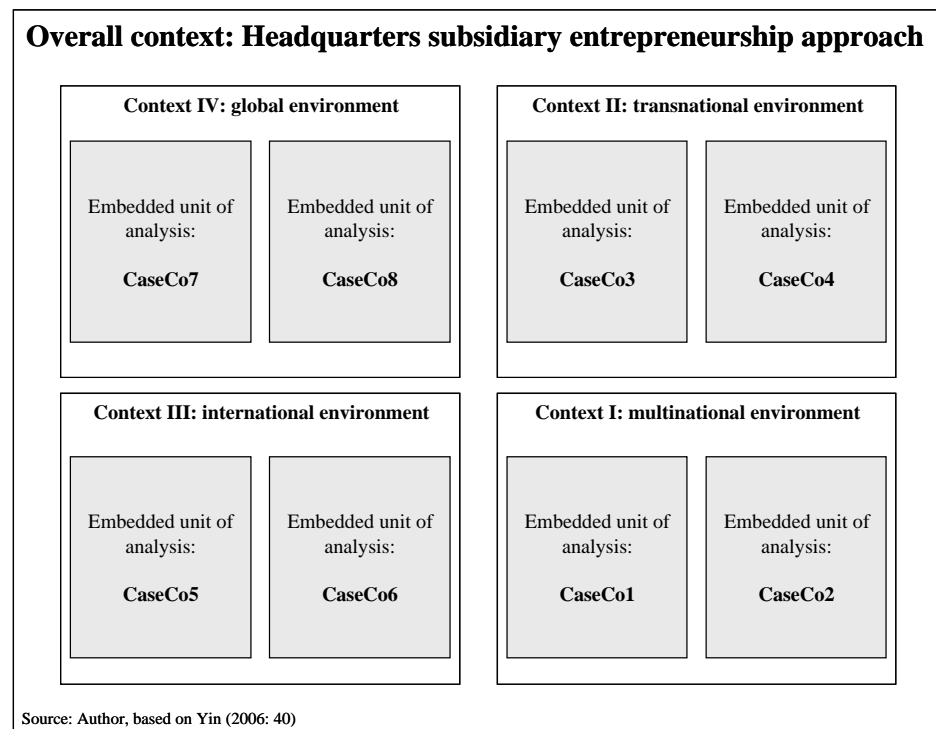 Overall context: Headquarters subsidiary entrepreneurship approach
Context IV: global environment
Embedded unit of
analysis:
CaseCo7
Embedded unit of
analysis:
CaseCo8
Context II: transnational environment
Embedded unit of
analysis:
CaseCo3
Embedded unit of
analysis:
CaseCo4
Context III: international environment
Embedded unit of
analysis:
CaseCo5
Embedded unit of
analysis:
CaseCo6
Context I: multinational environment
Embedded unit of
analysis:
CaseCo1
Embedded unit of
analysis:
CaseCo2
Source: Author, based on Yin (2006: 40)